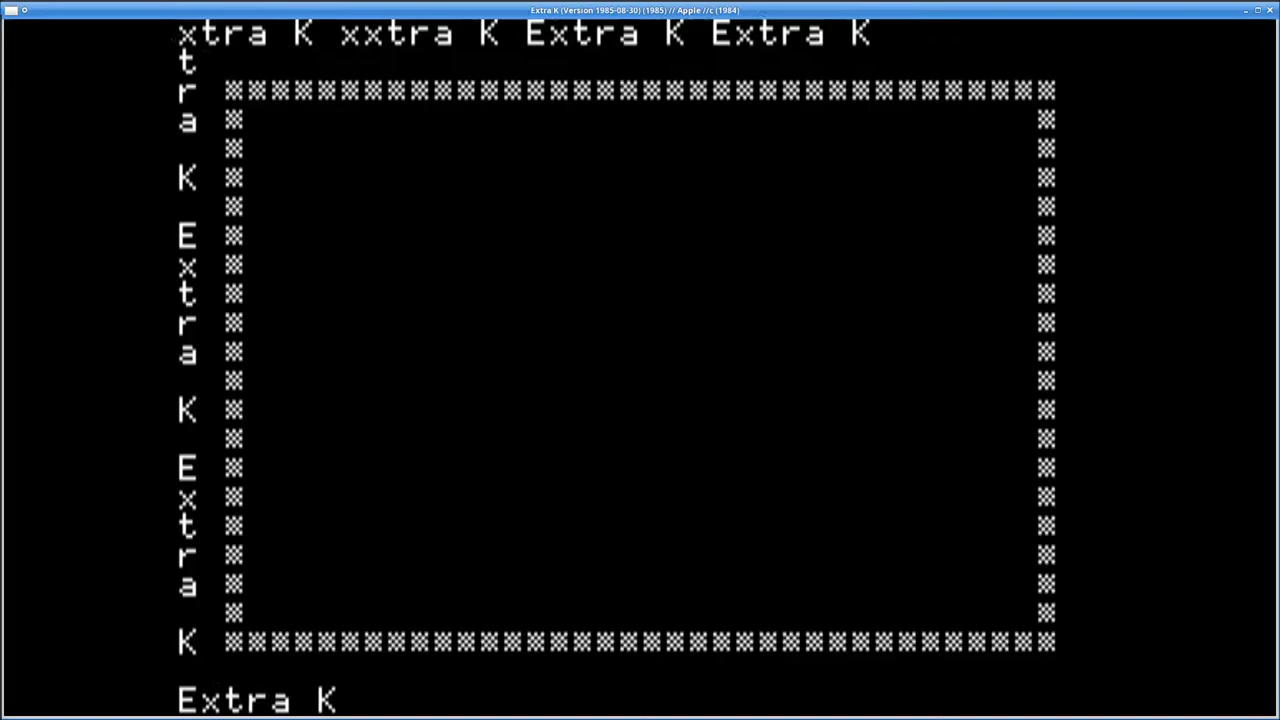 Extra K (Version 1985-08-30) (1985) // Apple //c (1984)
xtra K xxtra K Extra K Extra K
t
r
a
K
E
x
t
r
a
K
E
x
t
r
a
K
Extra K